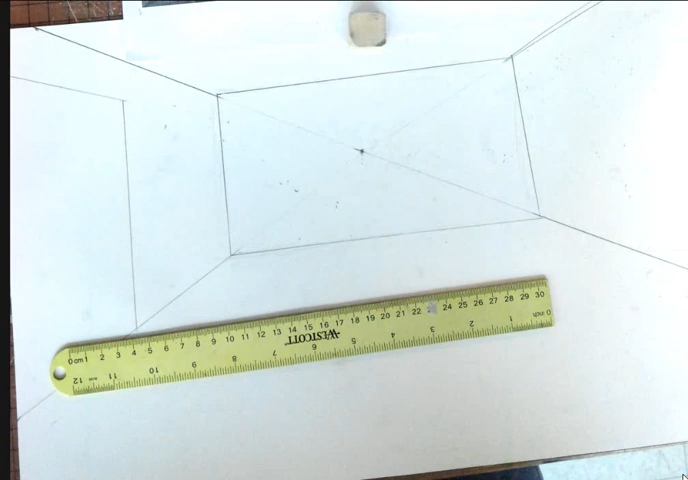 0cm 1 2 3 4 5 6 7 8 9 10 11 12 13 14 15 16 17 18 19 20 21 22 24 25 26 27 28 29 30
WESTCOTT
12 11 10 9 8 7 6 5 4 3 2 1 0 inch